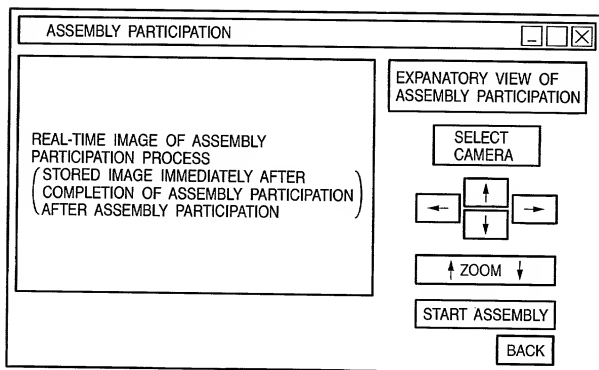 ASSEMBLY PARTICIPATION
REAL-TIME IMAGE OF ASSEMBLY
PARTICIPATION PROCESS
(STORED IMAGE IMMEDIATELY AFTER
COMPLETION OF ASSEMBLY PARTICIPATION
AFTER ASSEMBLY PARTICIPATION)
EXPANATORY VIEW OF
ASSEMBLY PARTICIPATION
SELECT
CAMERA
↑
← →
↓
↑ ZOOM ↓
START ASSEMBLY
BACK